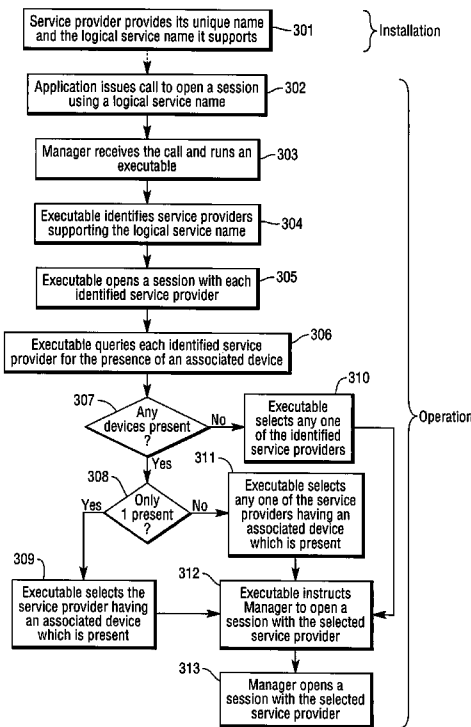 Service provider provides its unique name
and the logical service name it supports
301
Installation
Application issues call to open a session
using a logical service name
302
Manager receives the call and runs an
executable
303
Executable identifies service providers
supporting the logical service name
304
Executable opens a session with each
identified service provider
305
Executable queries each identified service
provider for the presence of an associated device
306
307
Any
devices present
?
No
Yes
310
Executable
selects any one
of the identified
service providers
Operation
308
Only
1 present
?
Yes
No
311
Executable selects
any one of the service
providers having an
associated device
which is present
309
Executable selects the
service provider having
an associated device
which is present
312
Executable instructs
Manager to open a
session with the selected
service provider
313
Manager opens a
session with the selected
service provider